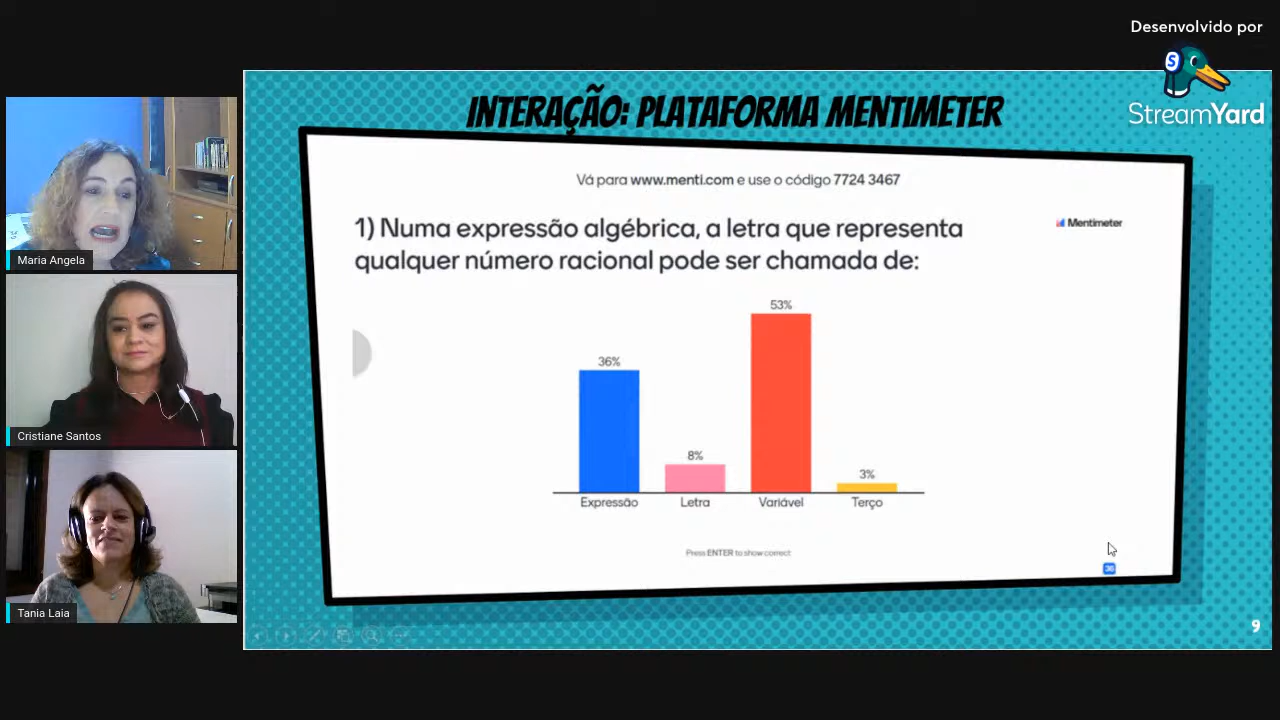 Desenvolvido por
StreamYard
INTERAÇÃO: PLATAFORMA MENTIMETER
Vá para www.menti.com e use o código 7724 3467
1) Numa expressão algébrica, a letra que representa
qualquer número racional pode ser chamada de:
Mentimeter
53%
36%
8%
3%
Expressão Letra Variável Terço
Press ENTER to show correct
36
9
Maria Angela
Cristiane Santos
Tania Laia